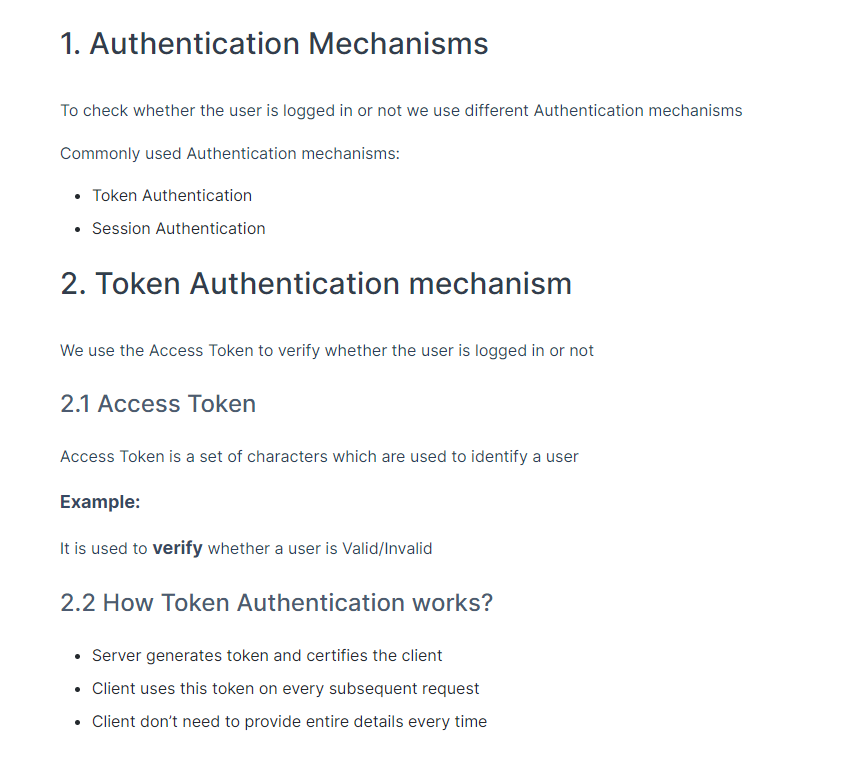 1. Authentication Mechanisms
To check whether the user is logged in or not we use different Authentication mechanisms
Commonly used Authentication mechanisms:
• Token Authentication
• Session Authentication
2. Token Authentication mechanism
We use the Access Token to verify whether the user is logged in or not
2.1 Access Token
Access Token is a set of characters which are used to identify a user
Example:
It is used to verify whether a user is Valid/Invalid
2.2 How Token Authentication works?
• Server generates token and certifies the client
• Client uses this token on every subsequent request
• Client don’t need to provide entire details every time